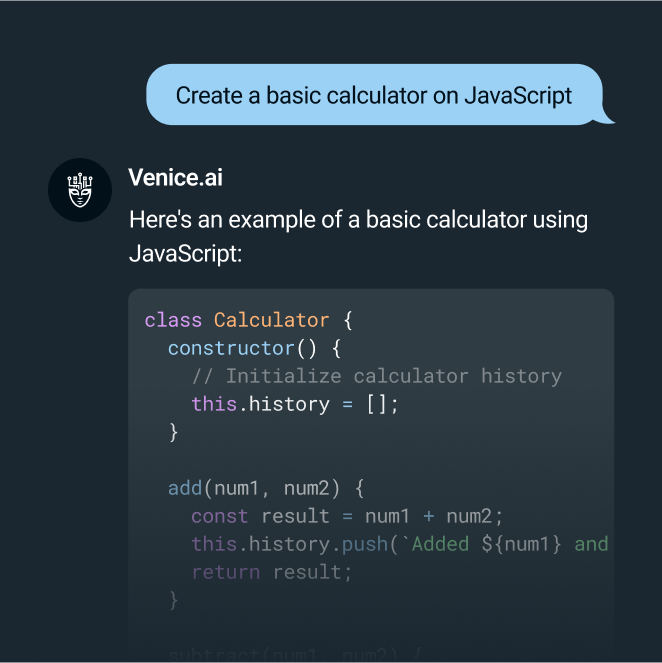 Create a basic calculator on JavaScript
Venice.ai
Here's an example of a basic calculator using
JavaScript:
class Calculator {
constructor() {
// Initialize calculator history
this.history = [];
}
add(num1, num2) {
const result = num1 + num2;
this.history.push(`Added ${num1} and
return result;
}
subtract(num1, num2) {